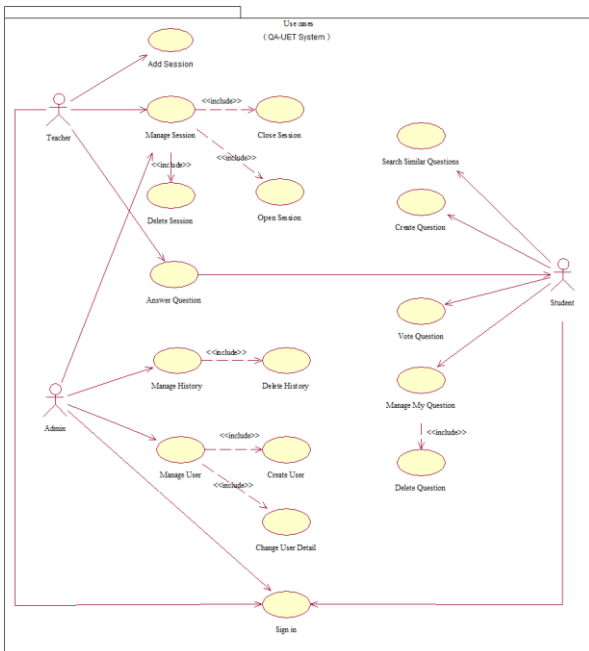 Use cases
( QA-UET System )
Add Session
Teacher
Manage Session
<<include>>
Close Session
<<include>>
<<include>>
Delete Session
Open Session
Search Similar Questions
Create Question
Answer Question
Student
Vote Question
Manage History
<<include>>
Delete History
Admin
Manage My Question
<<include>>
Manage User
<<include>>
Create User
<<include>>
Delete Question
Change User Detail
Sign in